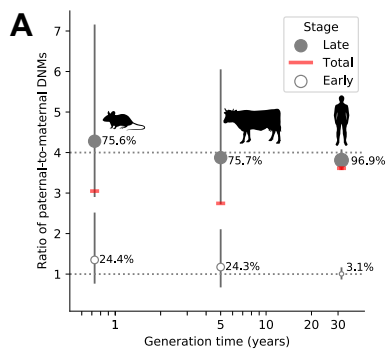 A
Ratio of paternal-to-maternal DNMs
7
6
5
4
3
2
1
Stage
Late
Total
Early
75.6%
75.7%
96.9%
24.4%
24.3%
3.1%
1
5
10
20
30
Generation time (years)